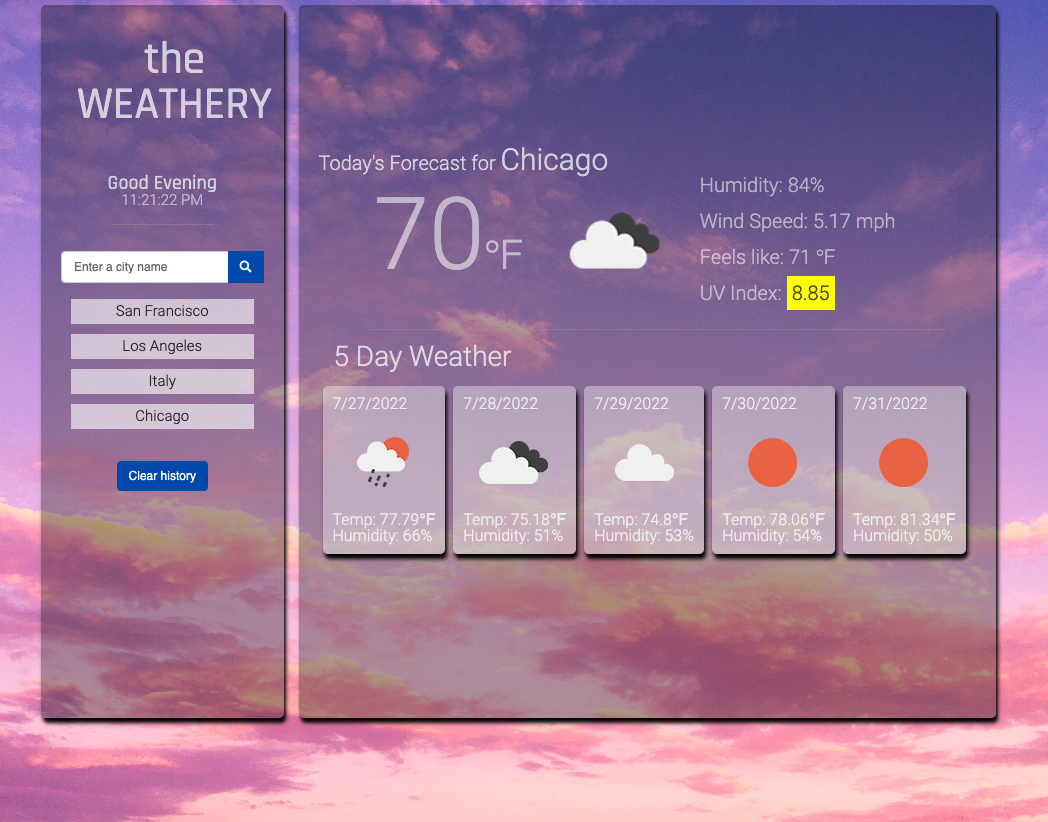 the
WEATHERY
Good Evening
11:21:22 PM
Enter a city name
San Francisco
Los Angeles
Italy
Chicago
Clear history
Today's Forecast for Chicago
70°F
Humidity: 84%
Wind Speed: 5.17 mph
Feels like: 71 °F
UV Index: 8.85
5 Day Weather
7/27/2022
Temp: 77.79°F
Humidity: 66%
7/28/2022
Temp: 75.18°F
Humidity: 51%
7/29/2022
Temp: 74.8°F
Humidity: 53%
7/30/2022
Temp: 78.06°F
Humidity: 54%
7/31/2022
Temp: 81.34°F
Humidity: 50%